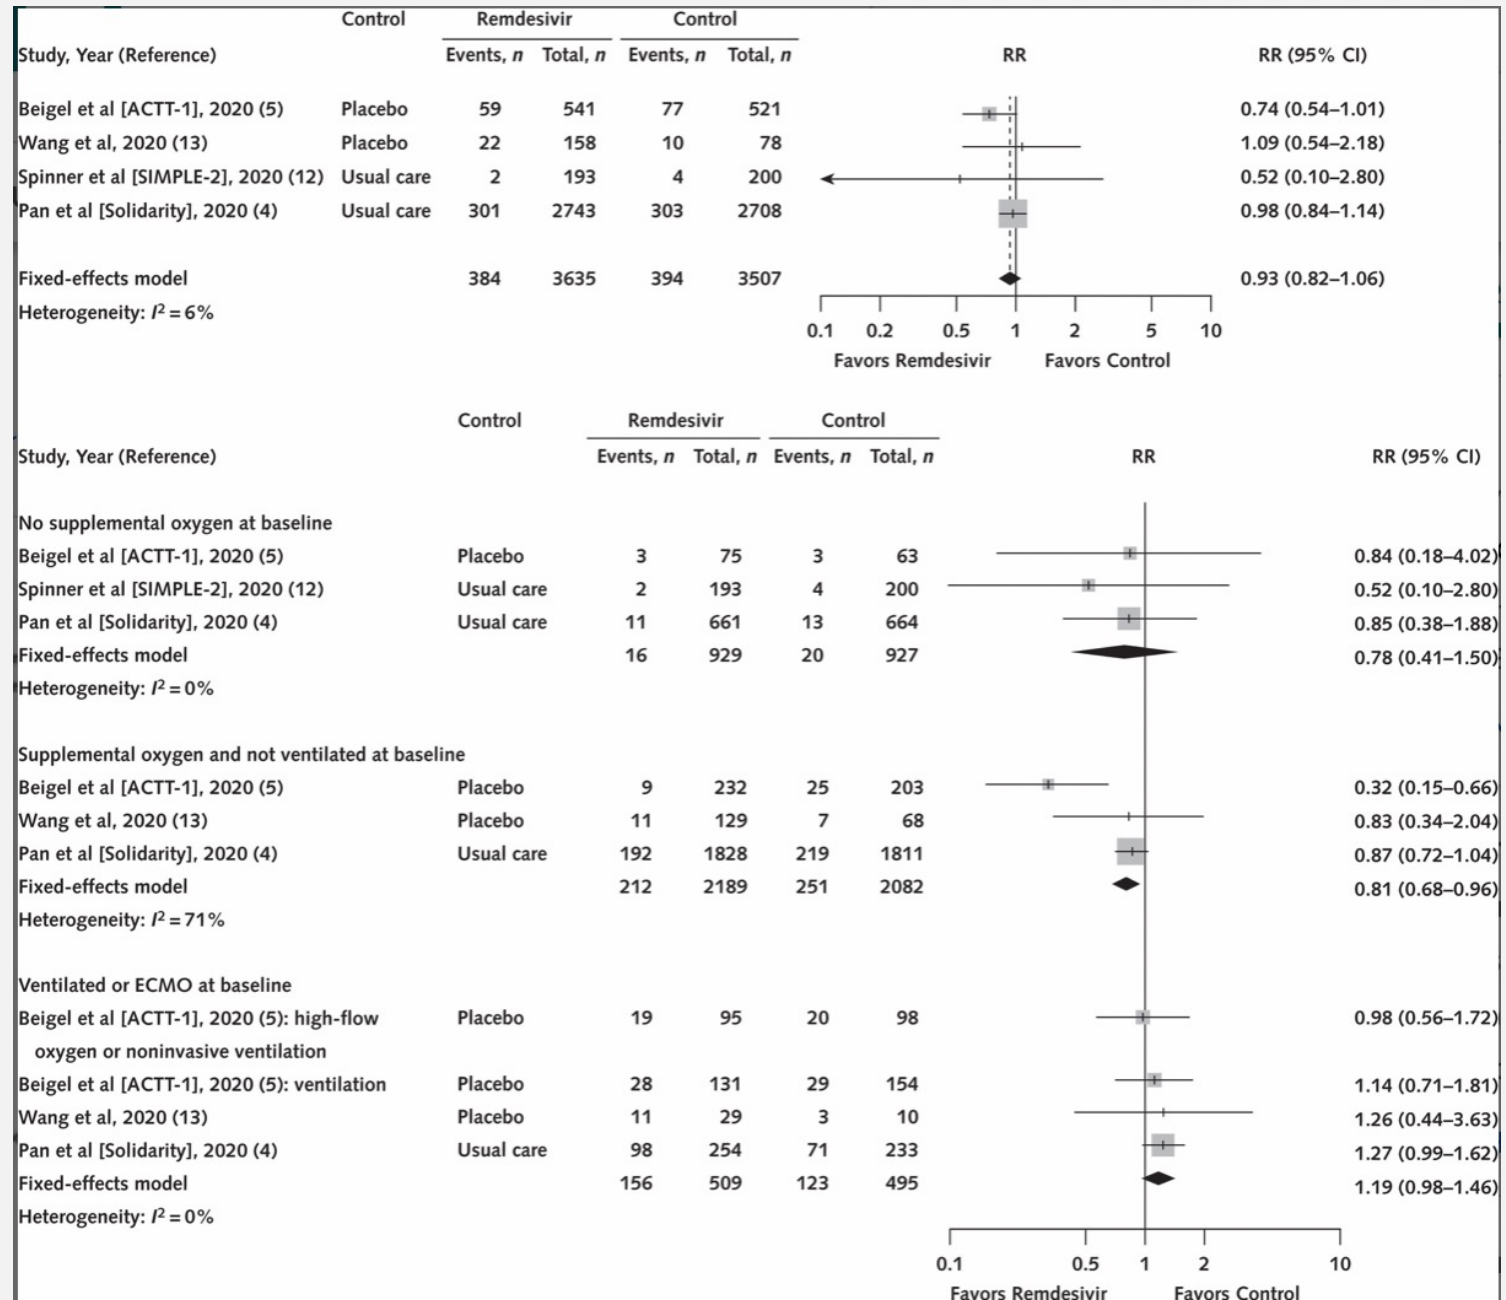 Control Remdesivir Control
Study, Year (Reference) Events, n Total, n Events, n Total, n RR RR (95% CI)
Beigel et al [ACTT-1], 2020 (5) Placebo 59 541 77 521 0.74 (0.54–1.01)
Wang et al, 2020 (13) Placebo 22 158 10 78 1.09 (0.54–2.18)
Spinner et al [SIMPLE-2], 2020 (12) Usual care 2 193 4 200 0.52 (0.10–2.80)
Pan et al [Solidarity], 2020 (4) Usual care 301 2743 303 2708 0.98 (0.84–1.14)
Fixed-effects model 384 3635 394 3507 0.93 (0.82–1.06)
Heterogeneity: I² = 6%
0.1 0.2 0.5 1 2 5 10
Favors Remdesivir Favors Control
Control Remdesivir Control
Study, Year (Reference) Events, n Total, n Events, n Total, n RR RR (95% CI)
No supplemental oxygen at baseline
Beigel et al [ACTT-1], 2020 (5) Placebo 3 75 3 63 0.84 (0.18–4.02)
Spinner et al [SIMPLE-2], 2020 (12) Usual care 2 193 4 200 0.52 (0.10–2.80)
Pan et al [Solidarity], 2020 (4) Usual care 11 661 13 664 0.85 (0.38–1.88)
Fixed-effects model 16 929 20 927 0.78 (0.41–1.50)
Heterogeneity: I² = 0%
Supplemental oxygen and not ventilated at baseline
Beigel et al [ACTT-1], 2020 (5) Placebo 9 232 25 203 0.32 (0.15–0.66)
Wang et al, 2020 (13) Placebo 11 129 7 68 0.83 (0.34–2.04)
Pan et al [Solidarity], 2020 (4) Usual care 192 1828 219 1811 0.87 (0.72–1.04)
Fixed-effects model 212 2189 251 2082 0.81 (0.68–0.96)
Heterogeneity: I² = 71%
Ventilated or ECMO at baseline
Beigel et al [ACTT-1], 2020 (5): high-flow Placebo 19 95 20 98 0.98 (0.56–1.72)
oxygen or noninvasive ventilation
Beigel et al [ACTT-1], 2020 (5): ventilation Placebo 28 131 29 154 1.14 (0.71–1.81)
Wang et al, 2020 (13) Placebo 11 29 3 10 1.26 (0.44–3.63)
Pan et al [Solidarity], 2020 (4) Usual care 98 254 71 233 1.27 (0.99–1.62)
Fixed-effects model 156 509 123 495 1.19 (0.98–1.46)
Heterogeneity: I² = 0%
0.1 0.5 1 2 10
Favors Remdesivir Favors Control